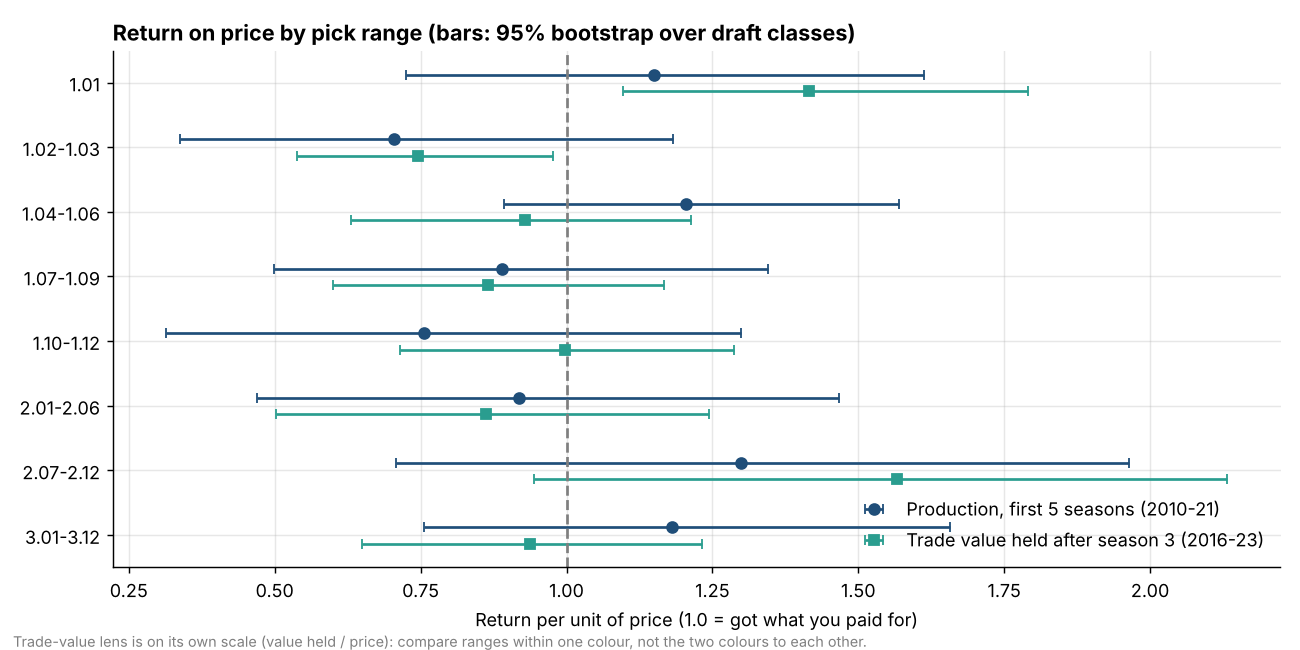 Return on price by pick range (bars: 95% bootstrap over draft classes)
1.01
1.02-1.03
1.04-1.06
1.07-1.09
1.10-1.12
2.01-2.06
2.07-2.12
3.01-3.12
Production, first 5 seasons (2010-21)
Trade value held after season 3 (2016-23)
0.25 0.50 0.75 1.00 1.25 1.50 1.75 2.00
Return per unit of price (1.0 = got what you paid for)
Trade-value lens is on its own scale (value held / price): compare ranges within one colour, not the two colours to each other.